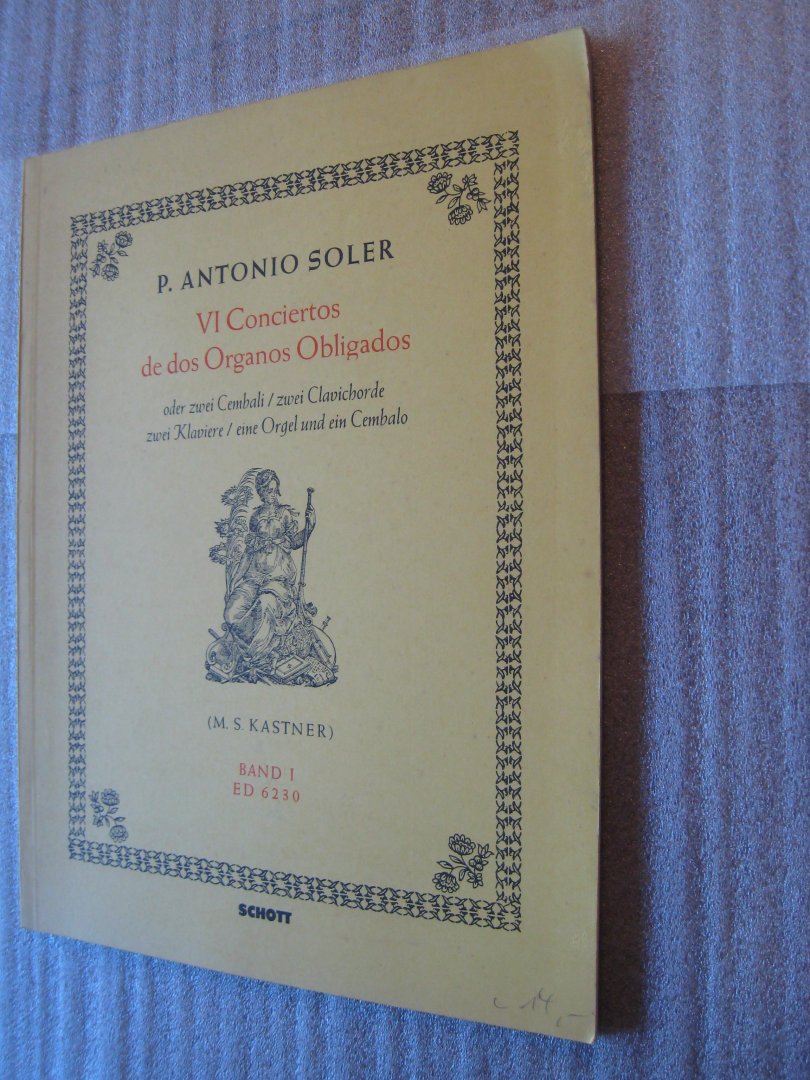 P. ANTONIO SOLER
VI Conciertos
de dos Organos Obligados
oder zwei Cembali / zwei Clavichorde
zwei Klaviere / eine Orgel und ein Cembalo
(M. S. KASTNER)
BAND I
ED 6230
SCHOTT
14,-